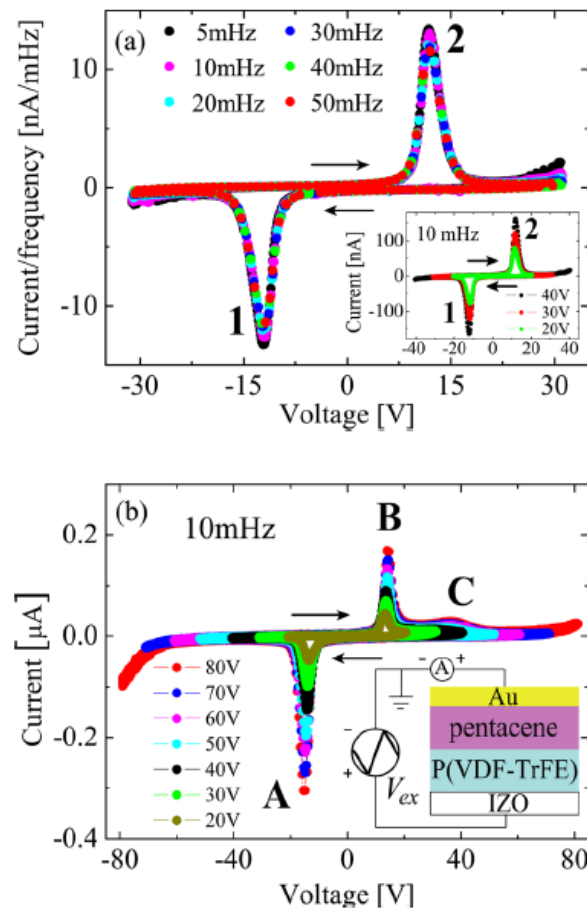 (a)
5mHz 30mHz
10mHz 40mHz
20mHz 50mHz
2
1
10
0
-10
Current/frequency [nA/mHz]
-30 -15 0 15 30
Voltage [V]
10 mHz
2
1
100
0
-100
Current [nA]
40V
30V
20V
-40 -20 0 20 40
Voltage [V]
(b)
10mHz
B
C
A
0.2
0.0
-0.2
-0.4
Current [μA]
80V
70V
60V
50V
40V
30V
20V
- A +
-
+
Vex
Au
pentacene
P(VDF-TrFE)
IZO
-80 -40 0 40 80
Voltage [V]